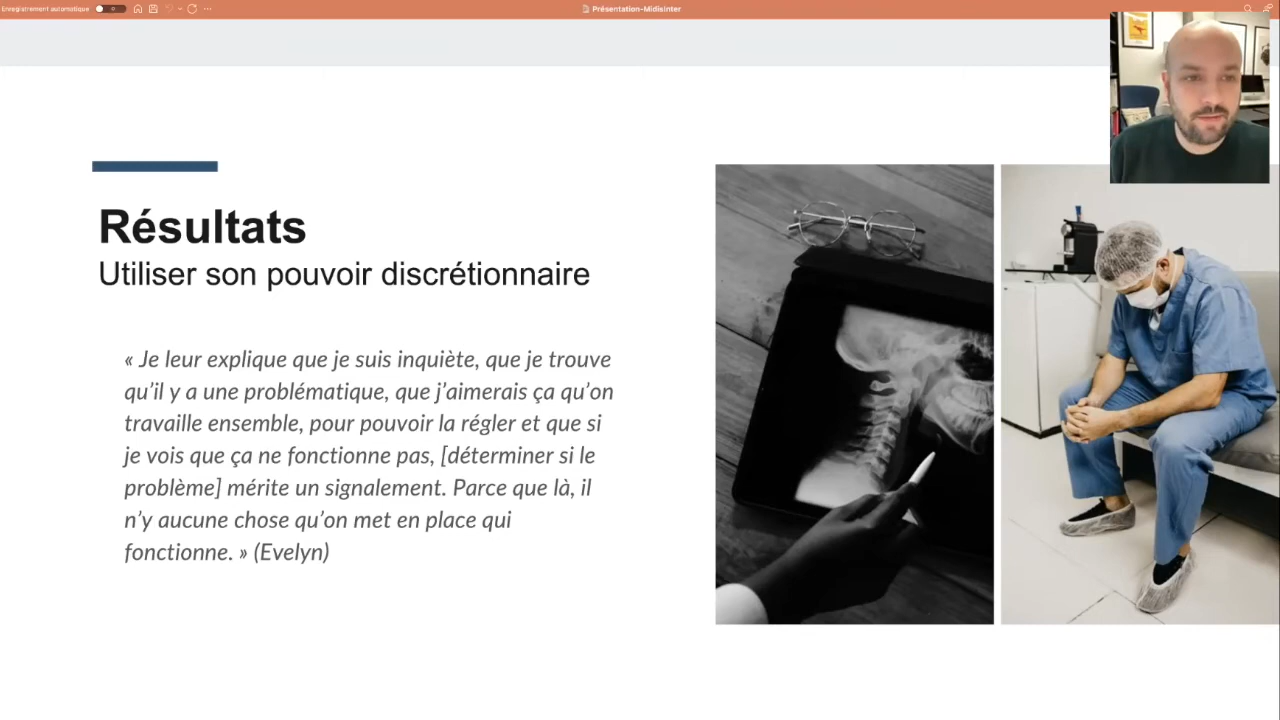 Enregistrement automatique
Présentation-MidisInter
Résultats
Utiliser son pouvoir discrétionnaire
« Je leur explique que je suis inquiète, que je trouve
qu’il y a une problématique, que j’aimerais ça qu’on
travaille ensemble, pour pouvoir la régler et que si
je vois que ça ne fonctionne pas, [déterminer si le
problème] mérite un signalement. Parce que là, il
n’y aucune chose qu’on met en place qui
fonctionne. » (Evelyn)